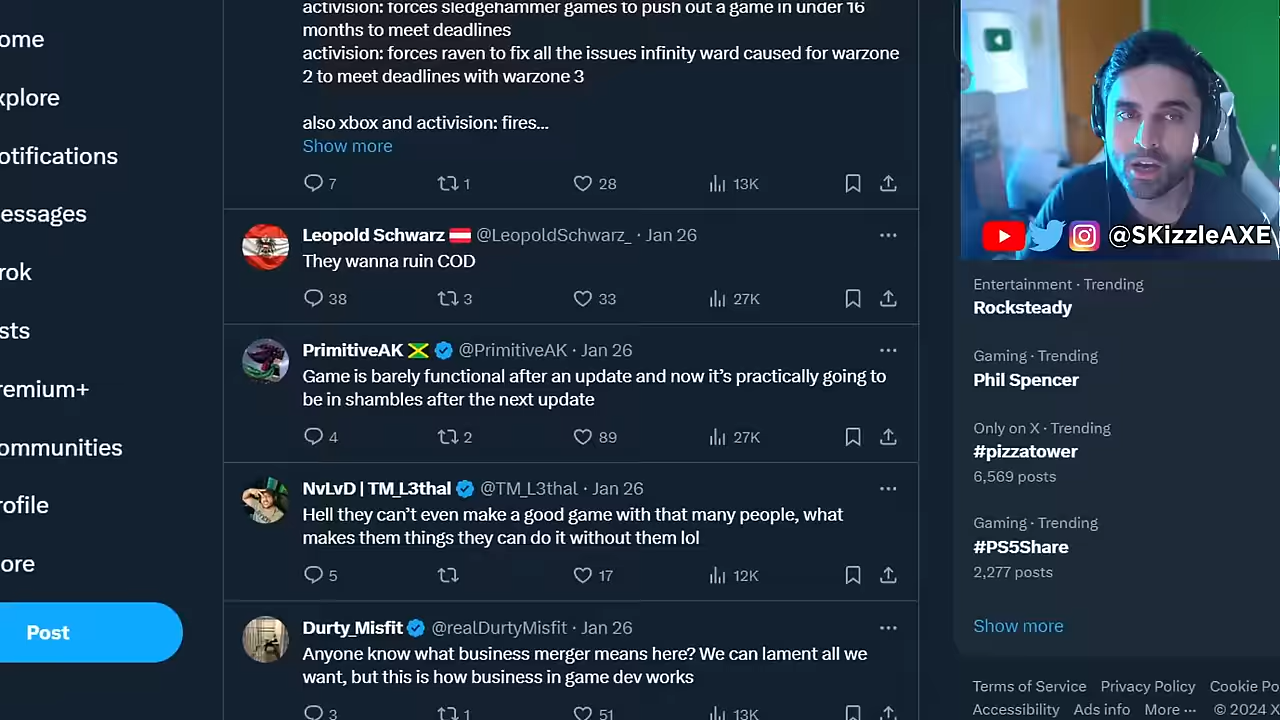 ome
xplore
otifications
essages
rok
sts
remium+
ommunities
rofile
ore
Post
activision: forces sledgehammer games to push out a game in under 16
months to meet deadlines
activision: forces raven to fix all the issues infinity ward caused for warzone
2 to meet deadlines with warzone 3
also xbox and activision: fires...
Show more
7 1 28 13K
Leopold Schwarz @LeopoldSchwarz_ · Jan 26
They wanna ruin COD
38 3 33 27K
PrimitiveAK @PrimitiveAK · Jan 26
Game is barely functional after an update and now it’s practically going to
be in shambles after the next update
4 2 89 27K
NvLvD | TM_L3thal @TM_L3thal · Jan 26
Hell they can’t even make a good game with that many people, what
makes them things they can do it without them lol
5 17 12K
Durty_Misfit @realDurtyMisfit · Jan 26
Anyone know what business merger means here? We can lament all we
want, but this is how business in game dev works
3 1 51 13K
@SKizzleAXE
Entertainment · Trending
Rocksteady
Gaming · Trending
Phil Spencer
Only on X · Trending
#pizzatower
6,569 posts
Gaming · Trending
#PS5Share
2,277 posts
Show more
Terms of Service Privacy Policy Cookie Po
Accessibility Ads info More ··· © 2024 X